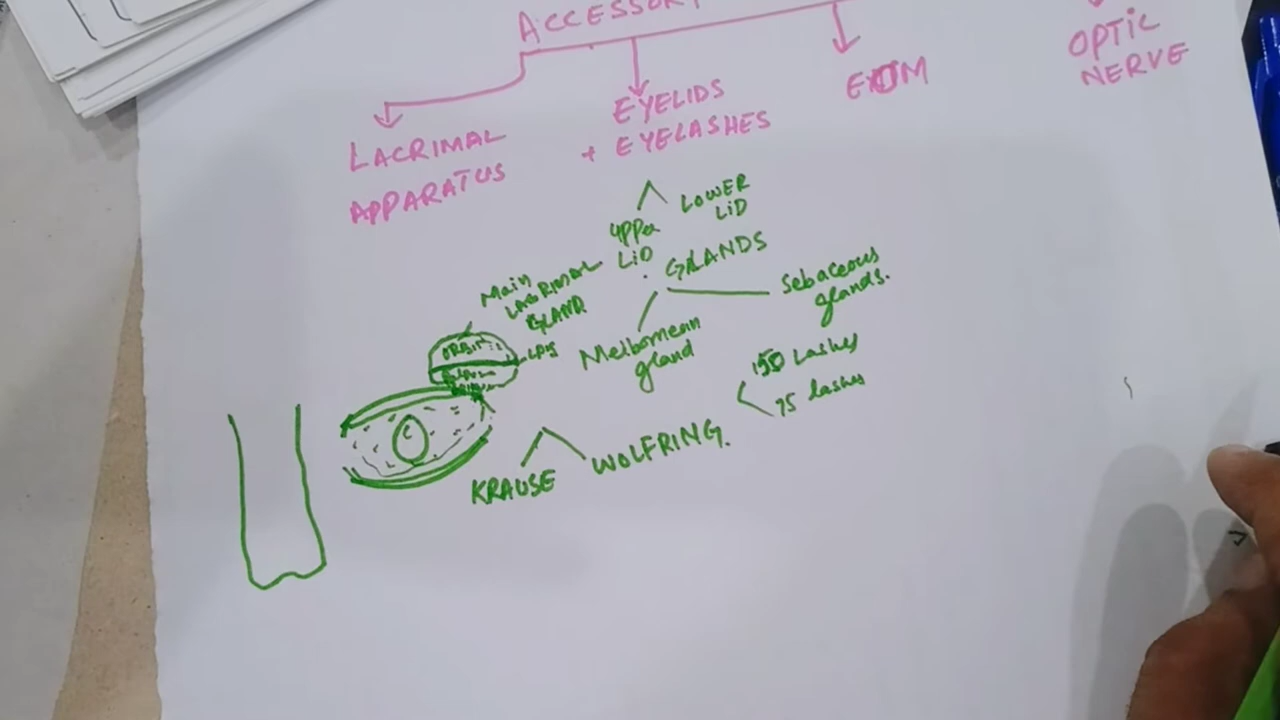 ACCESSORY
LACRIMAL
APPARATUS
EYELIDS
+ EYELASHES
EOM
OPTIC
NERVE
UPPER
LID
LOWER
LID
GLANDS
Meibomean
gland
Sebaceous
glands.
Main
LACRIMAL
GLAND
ORBIT
LPS
150 Lashes
75 lashes
KRAUSE
WOLFRING.